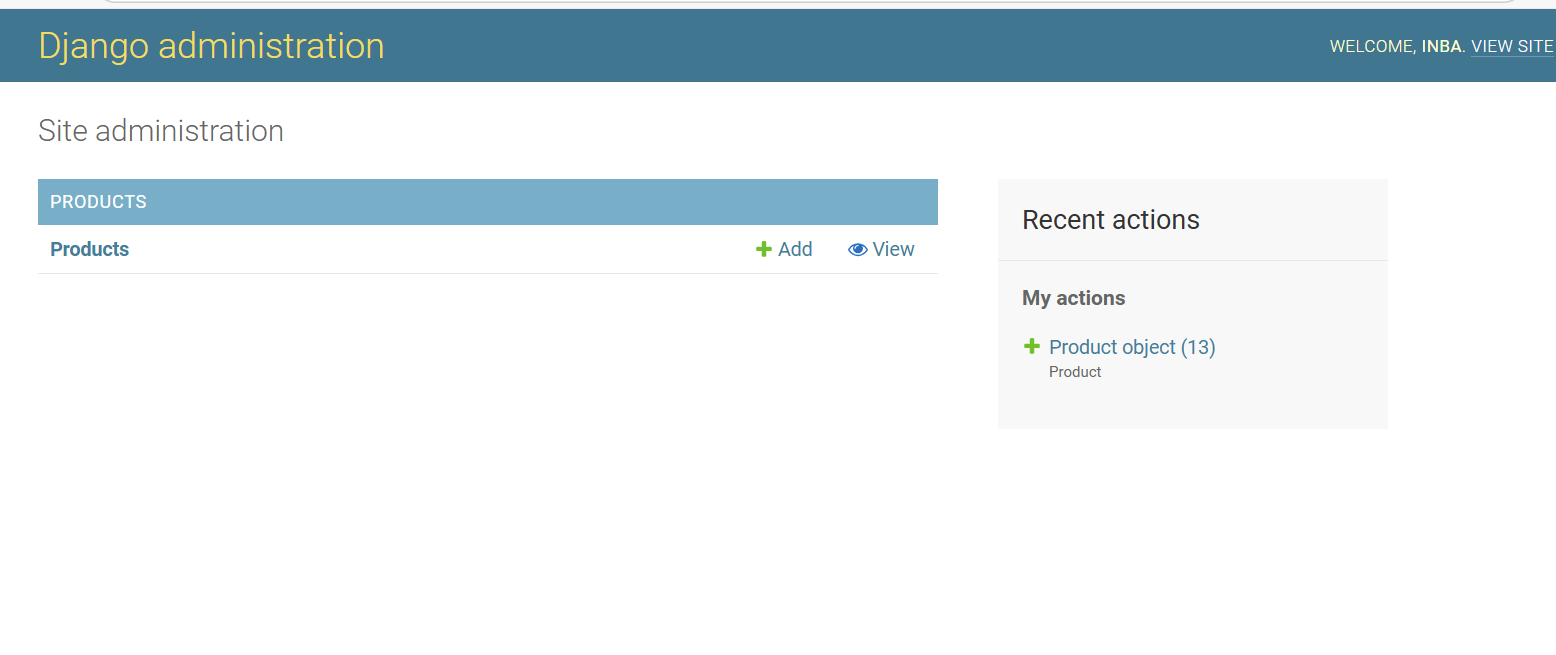 Django administration
WELCOME, INBA. VIEW SITE
Site administration
PRODUCTS
Products
Add
View
Recent actions
My actions
Product object (13)
Product